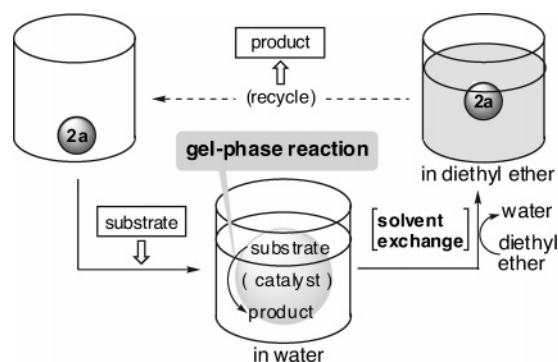 product
(recycle)
2a
2a
gel-phase reaction
in diethyl ether
substrate
substrate
( catalyst )
product
in water
[solvent
exchange]
water
diethyl
ether